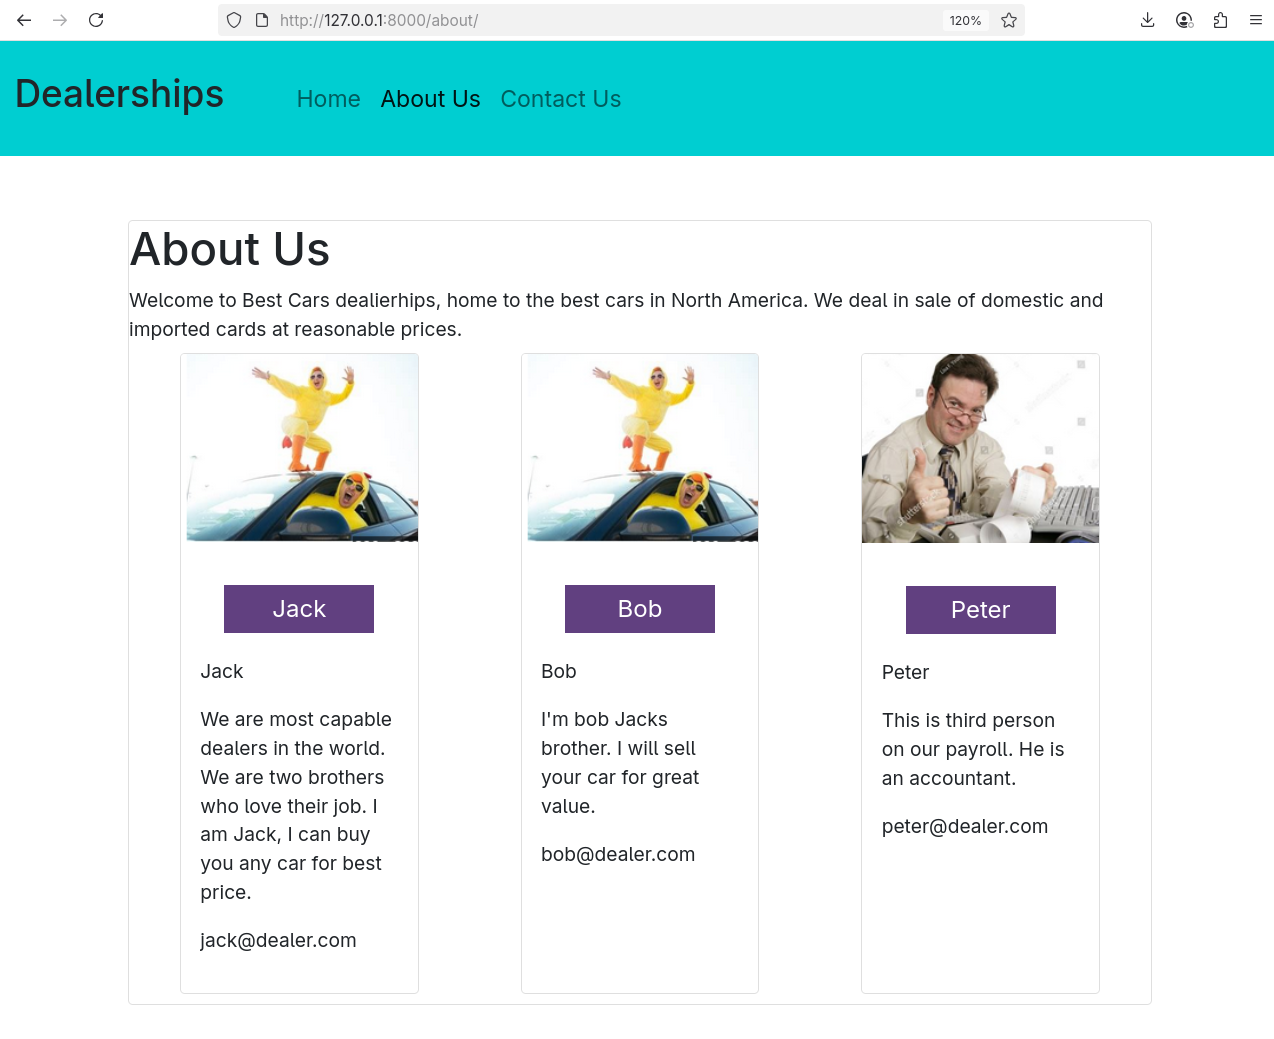 http://127.0.0.1:8000/about/
120%
Dealerships
Home About Us Contact Us
About Us
Welcome to Best Cars dealierhips, home to the best cars in North America. We deal in sale of domestic and
imported cards at reasonable prices.
shutterstock
Jack
Jack
We are most capable
dealers in the world.
We are two brothers
who love their job. I
am Jack, I can buy
you any car for best
price.
jack@dealer.com
Bob
Bob
I'm bob Jacks
brother. I will sell
your car for great
value.
bob@dealer.com
Peter
Peter
This is third person
on our payroll. He is
an accountant.
peter@dealer.com